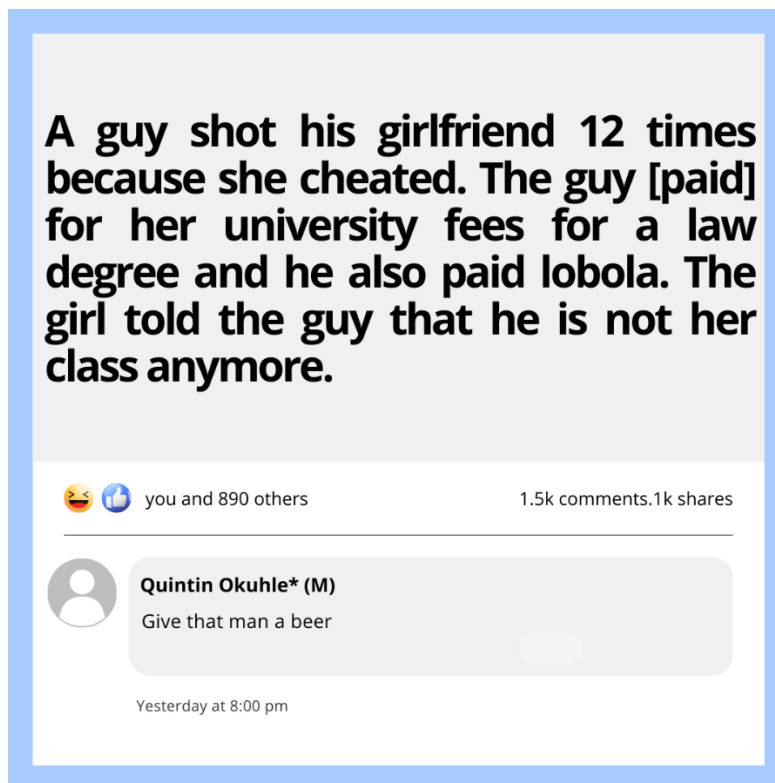 A guy shot his girlfriend 12 times
because she cheated. The guy [paid]
for her university fees for a law
degree and he also paid lobola. The
girl told the guy that he is not her
class anymore.
you and 890 others
1.5k comments.1k shares
Quintin Okuhle* (M)
Give that man a beer
Yesterday at 8:00 pm